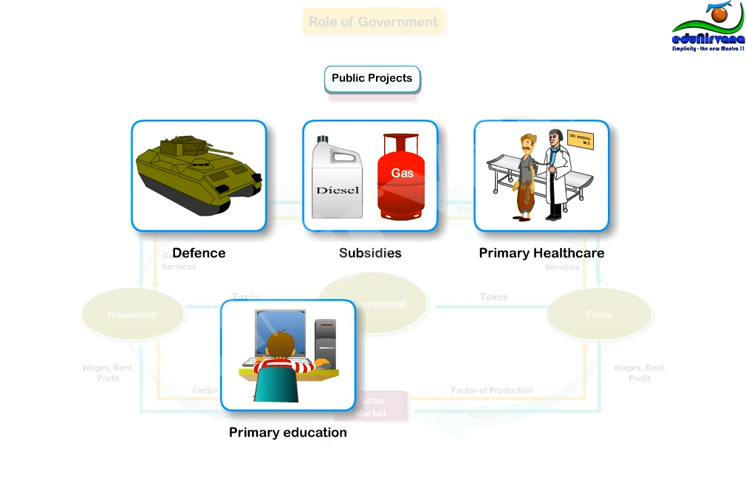 Role of Government
eduNirvana
Simplicity - the new Mantra !!
Public Projects
Diesel
Gas
M.D
Defence
Subsidies
Primary Healthcare
Services
Services
Household
Taxes
Taxes
Firms
Wages, Rent,
Profit
Wages, Rent,
Profit
Factor
Factor of Production
Market
Primary education